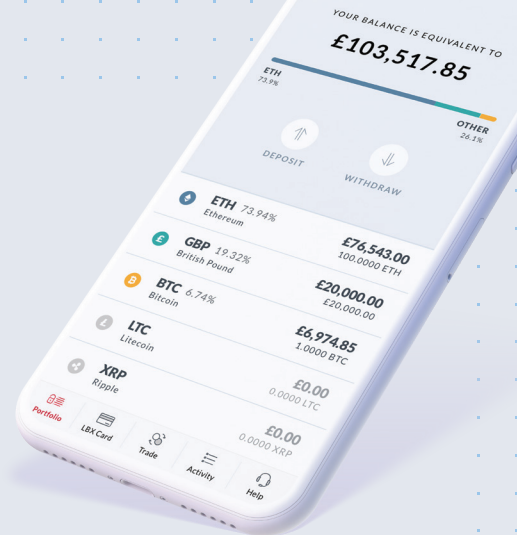 YOUR BALANCE IS EQUIVALENT TO
£103,517.85
ETH
73.9%
OTHER
26.1%
DEPOSIT
WITHDRAW
ETH 73.94%
Ethereum
£76,543.00
100.0000 ETH
GBP 19.32%
British Pound
£20,000.00
£20,000.00
BTC 6.74%
Bitcoin
£6,974.85
1.0000 BTC
LTC
Litecoin
£0.00
0.0000 LTC
XRP
Ripple
£0.00
0.0000 XRP
Portfolio
LBX Card
Trade
Activity
Help